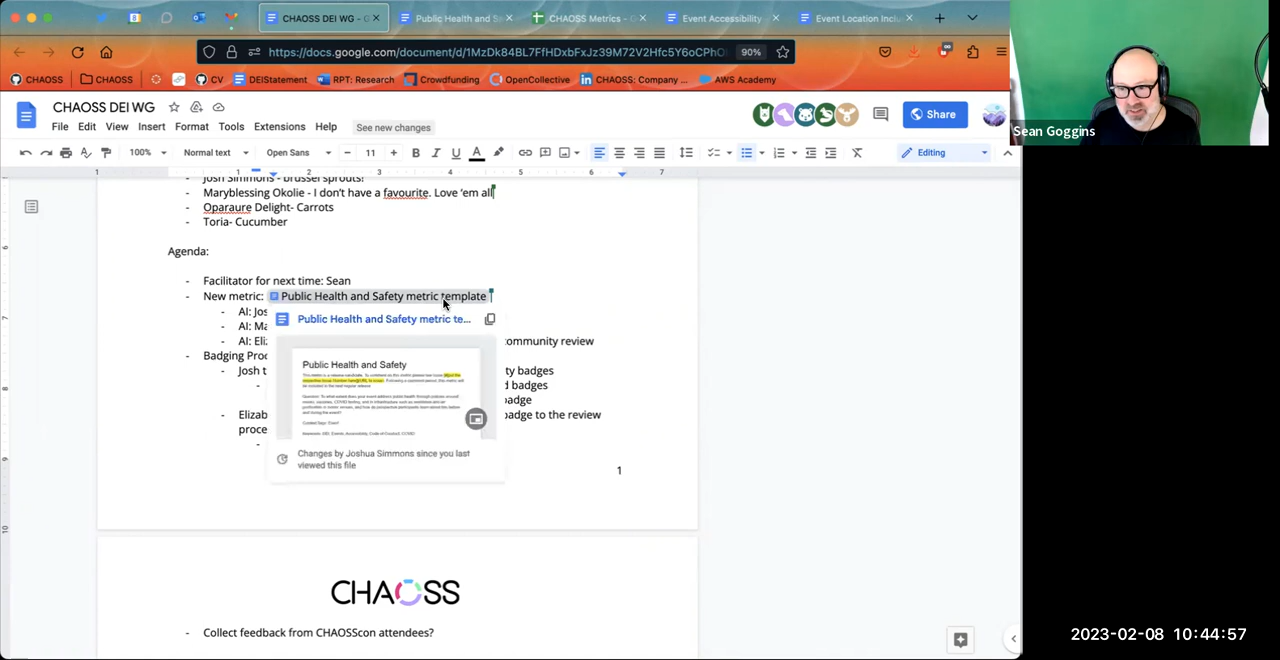 CHAOSS DEI WG - G
Public Health and S
CHAOSS Metrics - G
Event Accessibility
Event Location Inclu
https://docs.google.com/document/d/1MzDk84BL7FfHDxbFxJz39M72V2Hfc5Y6oCPhO
90%
CHAOSS
CHAOSS
CV
DEIStatement
RPT: Research
Crowdfunding
OpenCollective
CHAOSS: Company ...
AWS Academy
CHAOSS DEI WG
File Edit View Insert Format Tools Extensions Help
See new changes
Share
100%
Normal text
Open Sans
11
Editing
Josh Simmons - brussel sprouts!
- Maryblessing Okolie - I don't have a favourite. Love 'em all
- Oparaure Delight- Carrots
- Toria- Cucumber
Agenda:
- Facilitator for next time: Sean
- New metric: Public Health and Safety metric template
- AI: Jos
- AI: Ma
- AI: Eliz
ommunity review
- Badging Proc
- Josh t
ty badges
d badges
adge
- Elizab
badge to the review
proce
Public Health and Safety metric te...
Public Health and Safety
Changes by Joshua Simmons since you last
viewed this file
1
CHAOSS
- Collect feedback from CHAOSScon attendees?
Sean Goggins
2023-02-08 10:44:57